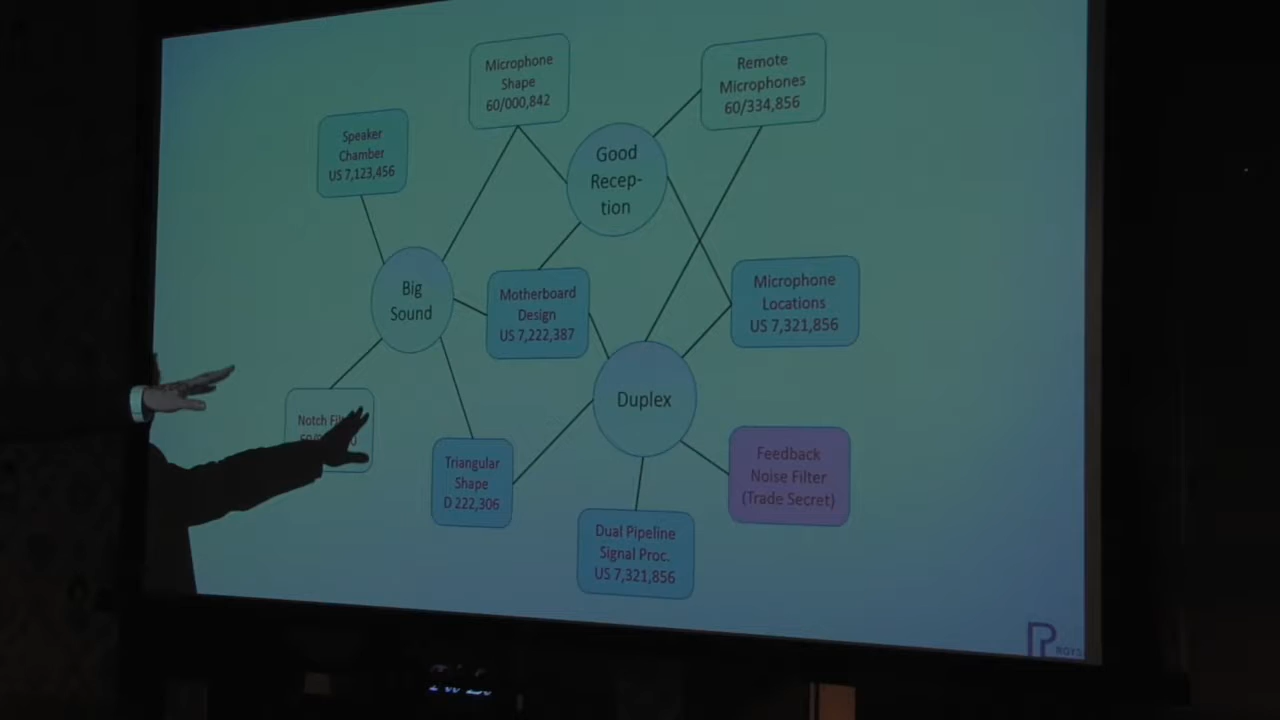 Microphone
Shape
60/000,842
Remote
Microphones
60/334,856
Speaker
Chamber
US 7,123,456
Good
Recep-
tion
Big
Sound
Motherboard
Design
US 7,222,387
Microphone
Locations
US 7,321,856
Duplex
Notch
Triangular
Shape
D 222,306
Feedback
Noise Filter
(Trade Secret)
Dual Pipeline
Signal Proc.
US 7,321,856